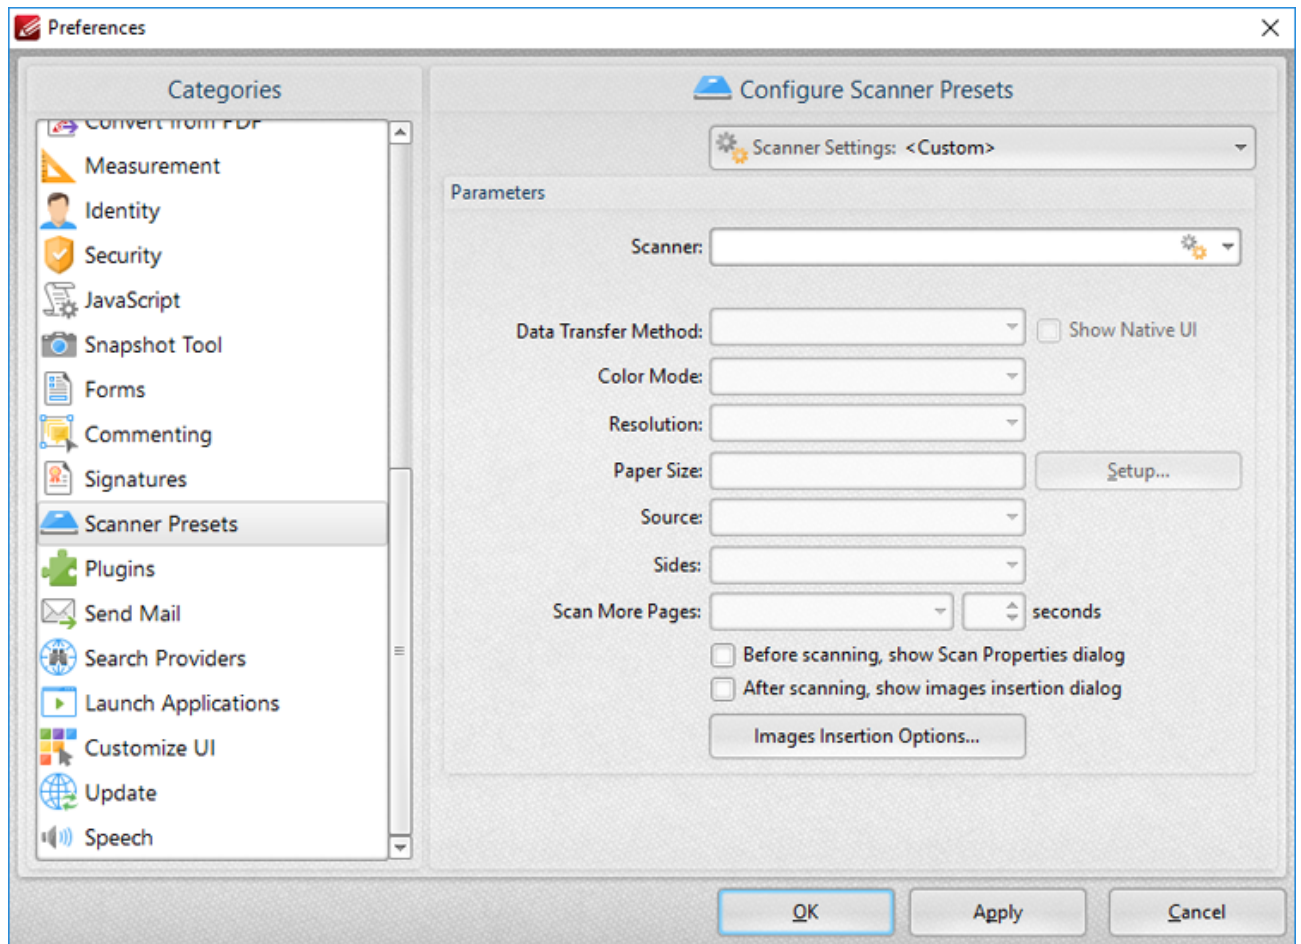 Preferences
Categories
Convert from PDF
Measurement
Identity
Security
JavaScript
Snapshot Tool
Forms
Commenting
Signatures
Scanner Presets
Plugins
Send Mail
Search Providers
Launch Applications
Customize UI
Update
Speech
Configure Scanner Presets
Scanner Settings: <Custom>
Parameters
Scanner:
Data Transfer Method:
Show Native UI
Color Mode:
Resolution:
Paper Size:
Setup...
Source:
Sides:
Scan More Pages:
seconds
Before scanning, show Scan Properties dialog
After scanning, show images insertion dialog
Images Insertion Options...
OK
Apply
Cancel